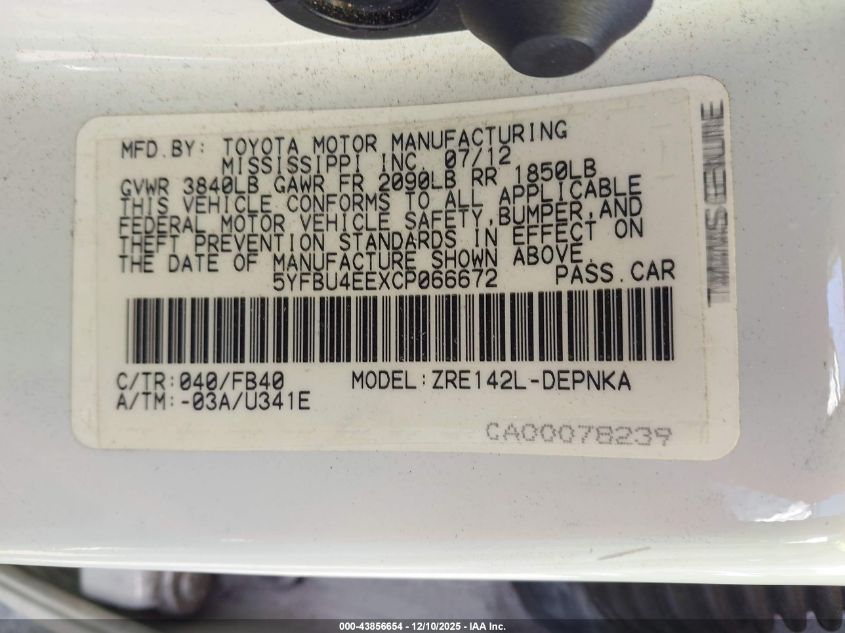 MFD.BY: TOYOTA MOTOR MANUFACTURING
MISSISSIPPI INC. 07/12
GVWR 3840LB GAWR FR 2090LB RR 1850LB
THIS VEHICLE CONFORMS TO ALL APPLICABLE
FEDERAL MOTOR VEHICLE SAFETY,BUMPER,AND
THEFT PREVENTION STANDARDS IN EFFECT ON
THE DATE OF MANUFACTURE SHOWN ABOVE.
5YFBU4EEXCP066672 PASS.CAR
C/TR:040/FB40 MODEL:ZRE142L-DEPNKA
A/TM:-03A/U341E
CA00078239
GENUINE
000-43856654 - 12/10/2025 - IAA Inc.